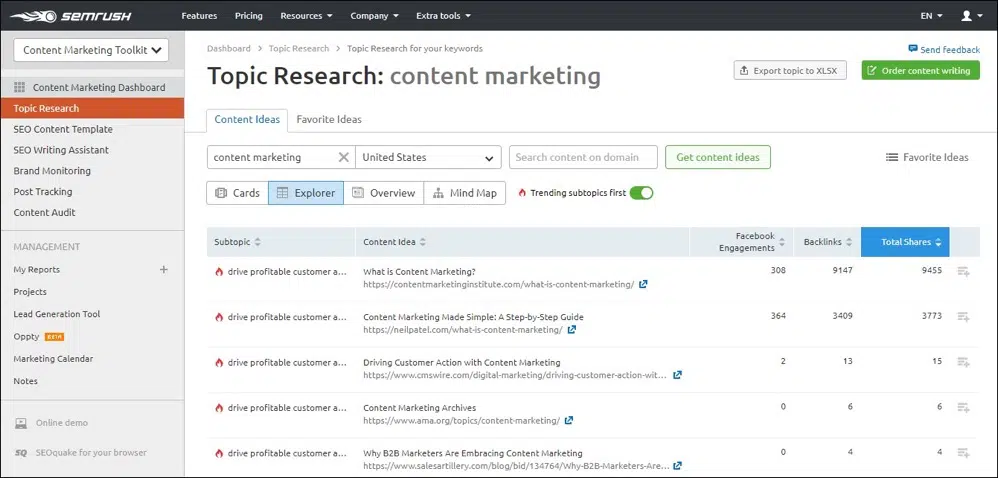 semrush Features Pricing Resources Company Extra tools EN
Content Marketing Toolkit
Content Marketing Dashboard
Topic Research
SEO Content Template
SEO Writing Assistant
Brand Monitoring
Post Tracking
Content Audit
MANAGEMENT
My Reports +
Projects
Lead Generation Tool
Oppty BETA
Marketing Calendar
Notes
Online demo
SQ SEOquake for your browser
Dashboard > Topic Research > Topic Research for your keywords
Send feedback
Topic Research: content marketing
Export topic to XLSX
Order content writing
Content Ideas Favorite Ideas
content marketing United States Search content on domain Get content ideas Favorite Ideas
Cards Explorer Overview Mind Map Trending subtopics first
Subtopic Content Idea Facebook Engagements Backlinks Total Shares
drive profitable customer a... What is Content Marketing? 308 9147 9455
https://contentmarketinginstitute.com/what-is-content-marketing/
drive profitable customer a... Content Marketing Made Simple: A Step-by-Step Guide 364 3409 3773
https://neilpatel.com/what-is-content-marketing/
drive profitable customer a... Driving Customer Action with Content Marketing 2 13 15
https://www.cmswire.com/digital-marketing/driving-customer-action-wit...
drive profitable customer a... Content Marketing Archives 0 6 6
https://www.ama.org/topics/content-marketing/
drive profitable customer a... Why B2B Marketers Are Embracing Content Marketing 0 4 4
https://www.salesartillery.com/blog/bid/134764/Why-B2B-Marketers-Are...